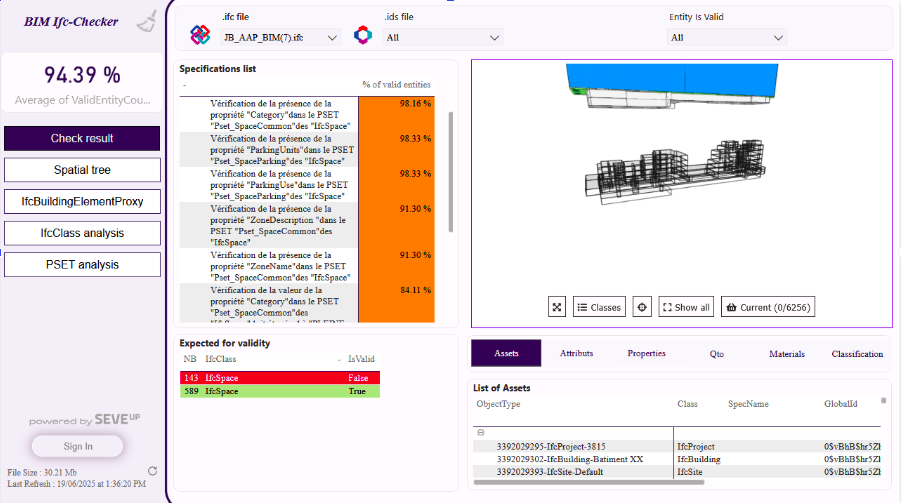 BIM Ifc-Checker
94.39 %
Average of ValidEntityCou...
Check result
Spatial tree
IfcBuildingElementProxy
IfcClass analysis
PSET analysis
powered by SEVE UP
Sign In
File Size : 30.21 Mb
Last Refresh : 19/06/2025 at 1:36:20 PM
.ifc file
JB_AAP_BIM(7).ifc
.ids file
All
Entity Is Valid
All
Specifications list
- % of valid entities
Vérification de la présence de la 98.16 %
propriété "Category"dans le PSET
"Pset_SpaceCommon"des "IfcSpace"
Vérification de la présence de la 98.33 %
propriété "ParkingUnits"dans le PSET
"Pset_SpaceParking"des "IfcSpace"
Vérification de la présence de la 98.33 %
propriété "ParkingUse"dans le PSET
"Pset_SpaceParking"des "IfcSpace"
Vérification de la présence de la 91.30 %
propriété "ZoneDescription "dans le
PSET "Pset_SpaceCommon"des
"IfcSpace"
Vérification de la présence de la 91.30 %
propriété "ZoneName"dans le PSET
"Pset_SpaceCommon"des "IfcSpace"
Vérification de la valeur de la 84.11 %
propriété "Category"dans le PSET
"Pset_SpaceCommon"des
Classes
Show all
Current (0/6256)
Expected for validity
NB IfcClass - IsValid
143 IfcSpace False
589 IfcSpace True
Assets Attributs Properties Qto Materials Classification
List of Assets
ObjectType Class SpecName GlobalId
3392029295-IfcProject-3815 IfcProject 0$vBhB$hr5Zl
3392029302-IfcBuilding-Batiment XX IfcBuilding 0$vBhB$hr5Zl
3392029393-IfcSite-Default IfcSite 0$vBhB$hr5Zl